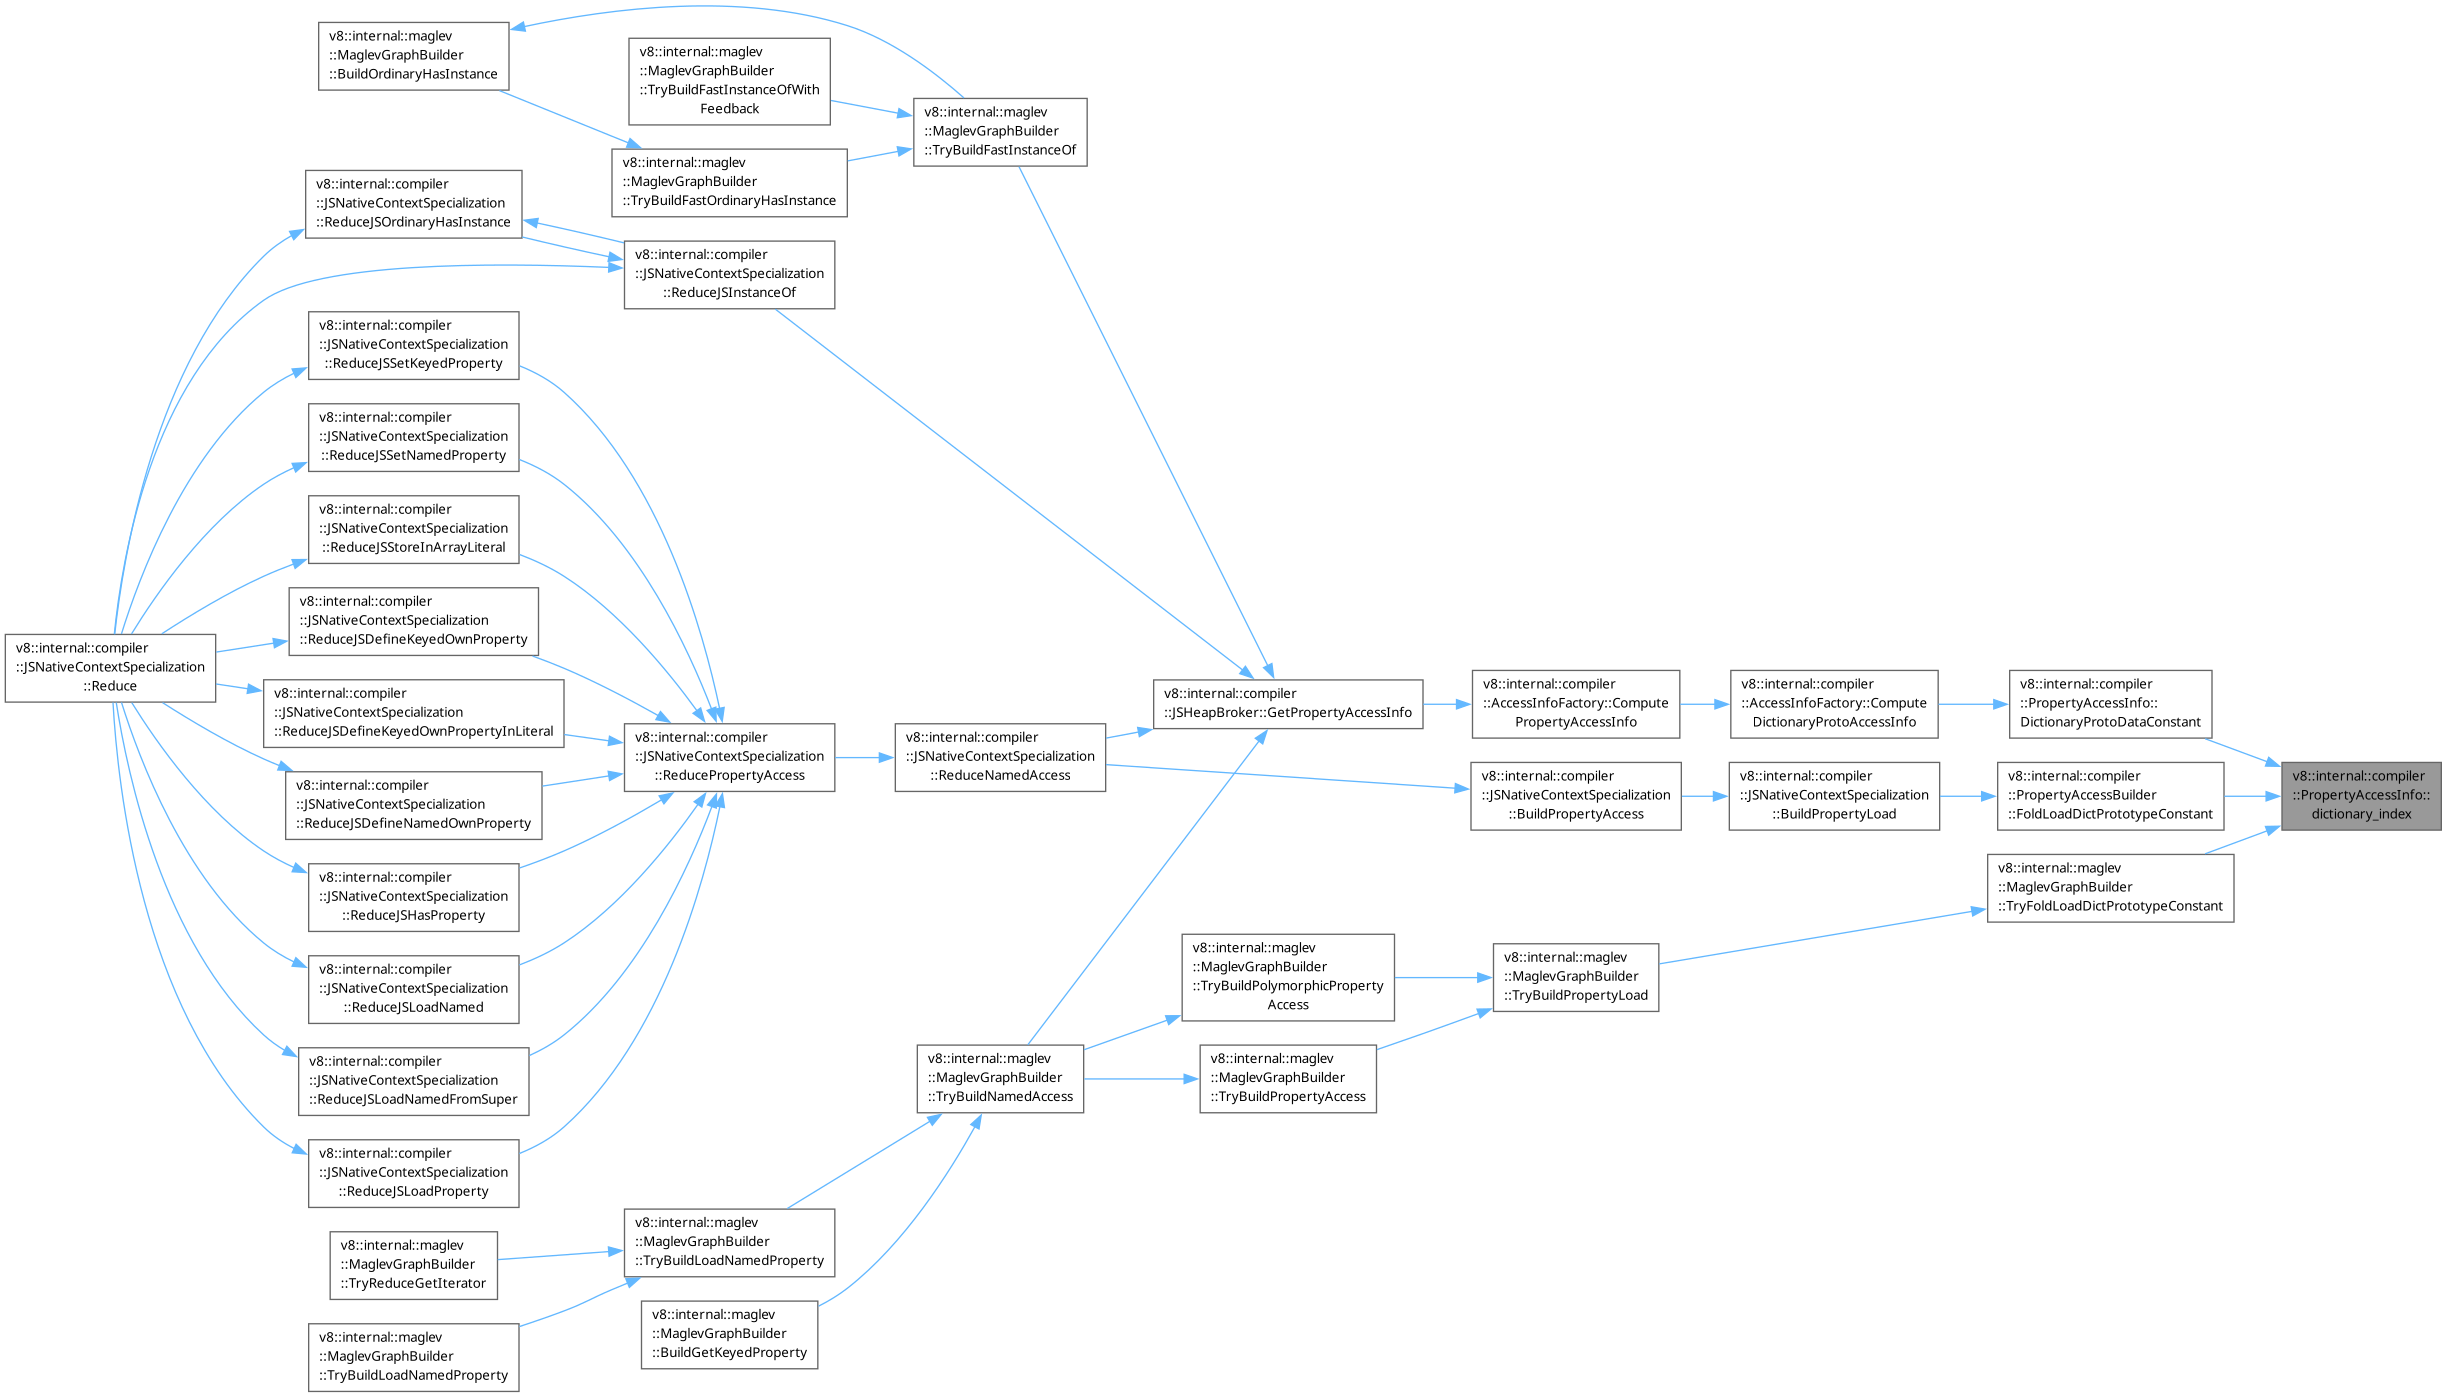 v8::internal::maglev
::MaglevGraphBuilder
::BuildOrdinaryHasInstance
v8::internal::maglev
::MaglevGraphBuilder
::TryBuildFastInstanceOfWith
Feedback
v8::internal::maglev
::MaglevGraphBuilder
::TryBuildFastInstanceOf
v8::internal::maglev
::MaglevGraphBuilder
::TryBuildFastOrdinaryHasInstance
v8::internal::compiler
::JSNativeContextSpecialization
::ReduceJSOrdinaryHasInstance
v8::internal::compiler
::JSNativeContextSpecialization
::ReduceJSInstanceOf
v8::internal::compiler
::JSNativeContextSpecialization
::ReduceJSSetKeyedProperty
v8::internal::compiler
::JSNativeContextSpecialization
::ReduceJSSetNamedProperty
v8::internal::compiler
::JSNativeContextSpecialization
::ReduceJSStoreInArrayLiteral
v8::internal::compiler
::JSNativeContextSpecialization
::ReduceJSDefineKeyedOwnProperty
v8::internal::compiler
::JSNativeContextSpecialization
::Reduce
v8::internal::compiler
::JSNativeContextSpecialization
::ReduceJSDefineKeyedOwnPropertyInLiteral
v8::internal::compiler
::JSNativeContextSpecialization
::ReducePropertyAccess
v8::internal::compiler
::JSNativeContextSpecialization
::ReduceNamedAccess
v8::internal::compiler
::JSHeapBroker::GetPropertyAccessInfo
v8::internal::compiler
::AccessInfoFactory::Compute
PropertyAccessInfo
v8::internal::compiler
::AccessInfoFactory::Compute
DictionaryProtoAccessInfo
v8::internal::compiler
::PropertyAccessInfo::
DictionaryProtoDataConstant
v8::internal::compiler
::JSNativeContextSpecialization
::ReduceJSDefineNamedOwnProperty
v8::internal::compiler
::JSNativeContextSpecialization
::BuildPropertyAccess
v8::internal::compiler
::JSNativeContextSpecialization
::BuildPropertyLoad
v8::internal::compiler
::PropertyAccessBuilder
::FoldLoadDictPrototypeConstant
v8::internal::compiler
::PropertyAccessInfo::
dictionary_index
v8::internal::compiler
::JSNativeContextSpecialization
::ReduceJSHasProperty
v8::internal::maglev
::MaglevGraphBuilder
::TryFoldLoadDictPrototypeConstant
v8::internal::compiler
::JSNativeContextSpecialization
::ReduceJSLoadNamed
v8::internal::maglev
::MaglevGraphBuilder
::TryBuildPolymorphicProperty
Access
v8::internal::maglev
::MaglevGraphBuilder
::TryBuildPropertyLoad
v8::internal::compiler
::JSNativeContextSpecialization
::ReduceJSLoadNamedFromSuper
v8::internal::maglev
::MaglevGraphBuilder
::TryBuildNamedAccess
v8::internal::maglev
::MaglevGraphBuilder
::TryBuildPropertyAccess
v8::internal::compiler
::JSNativeContextSpecialization
::ReduceJSLoadProperty
v8::internal::maglev
::MaglevGraphBuilder
::TryBuildLoadNamedProperty
v8::internal::maglev
::MaglevGraphBuilder
::TryReduceGetIterator
v8::internal::maglev
::MaglevGraphBuilder
::BuildGetKeyedProperty
v8::internal::maglev
::MaglevGraphBuilder
::TryBuildLoadNamedProperty